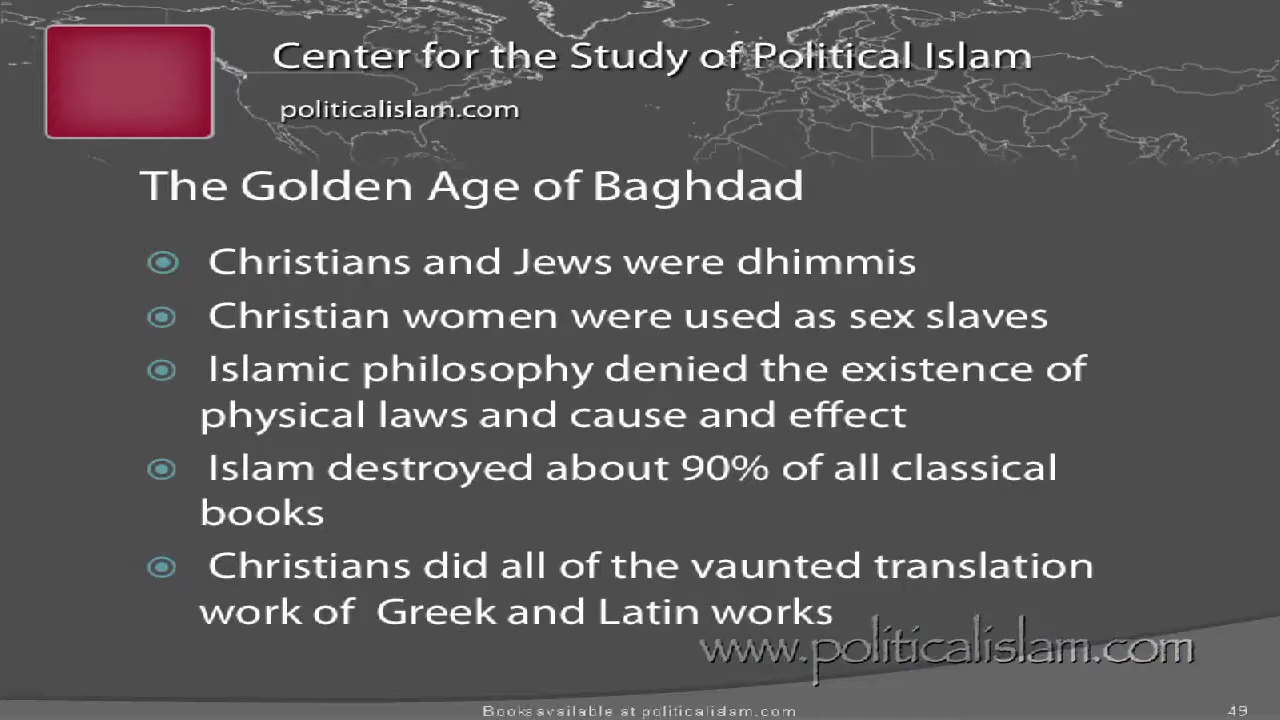 Center for the Study of Political Islam
politicalislam.com
The Golden Age of Baghdad
Christians and Jews were dhimmis
Christian women were used as sex slaves
Islamic philosophy denied the existence of
physical laws and cause and effect
Islam destroyed about 90% of all classical
books
Christians did all of the vaunted translation
work of Greek and Latin works
www.politicalislam.com
Books available at politicalislam.com
49